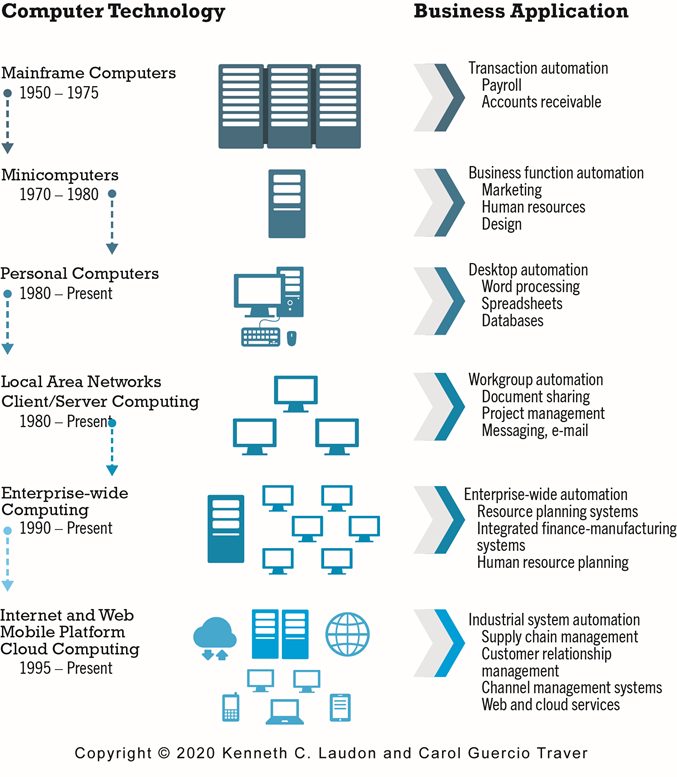 Computer Technology
Business Application
Mainframe Computers
1950 – 1975
Transaction automation
Payroll
Accounts receivable
Minicomputers
1970 – 1980
Business function automation
Marketing
Human resources
Design
Personal Computers
1980 – Present
Desktop automation
Word processing
Spreadsheets
Databases
Local Area Networks
Client/Server Computing
1980 – Present
Workgroup automation
Document sharing
Project management
Messaging, e-mail
Enterprise-wide
Computing
1990 – Present
Enterprise-wide automation
Resource planning systems
Integrated finance-manufacturing
systems
Human resource planning
Internet and Web
Mobile Platform
Cloud Computing
1995 – Present
Industrial system automation
Supply chain management
Customer relationship
management
Channel management systems
Web and cloud services
Copyright © 2020 Kenneth C. Laudon and Carol Guercio Traver